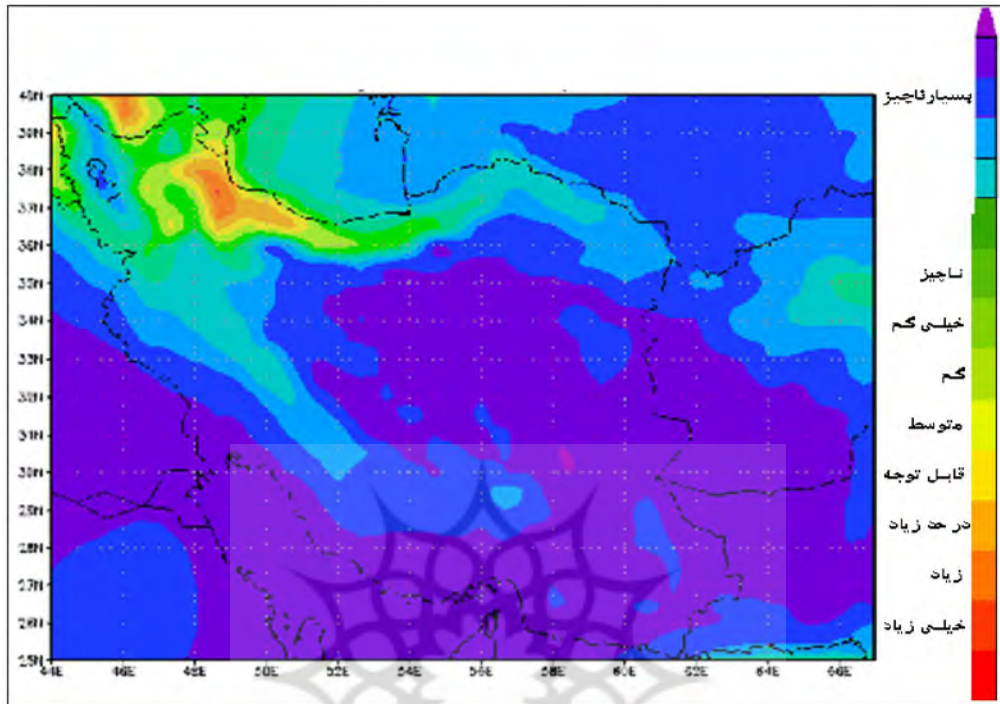 بسیار ناچیز
ناچیز
خیلی کم
کم
متوسط
قابل توجه
در حد زیاد
زیاد
خیلی زیاد
40N
39N
38N
37N
36N
35N
34N
33N
32N
31N
30N
29N
28N
27N
26N
25N
44E 46E 48E 50E 52E 54E 56E 58E 60E 62E 64E 66E